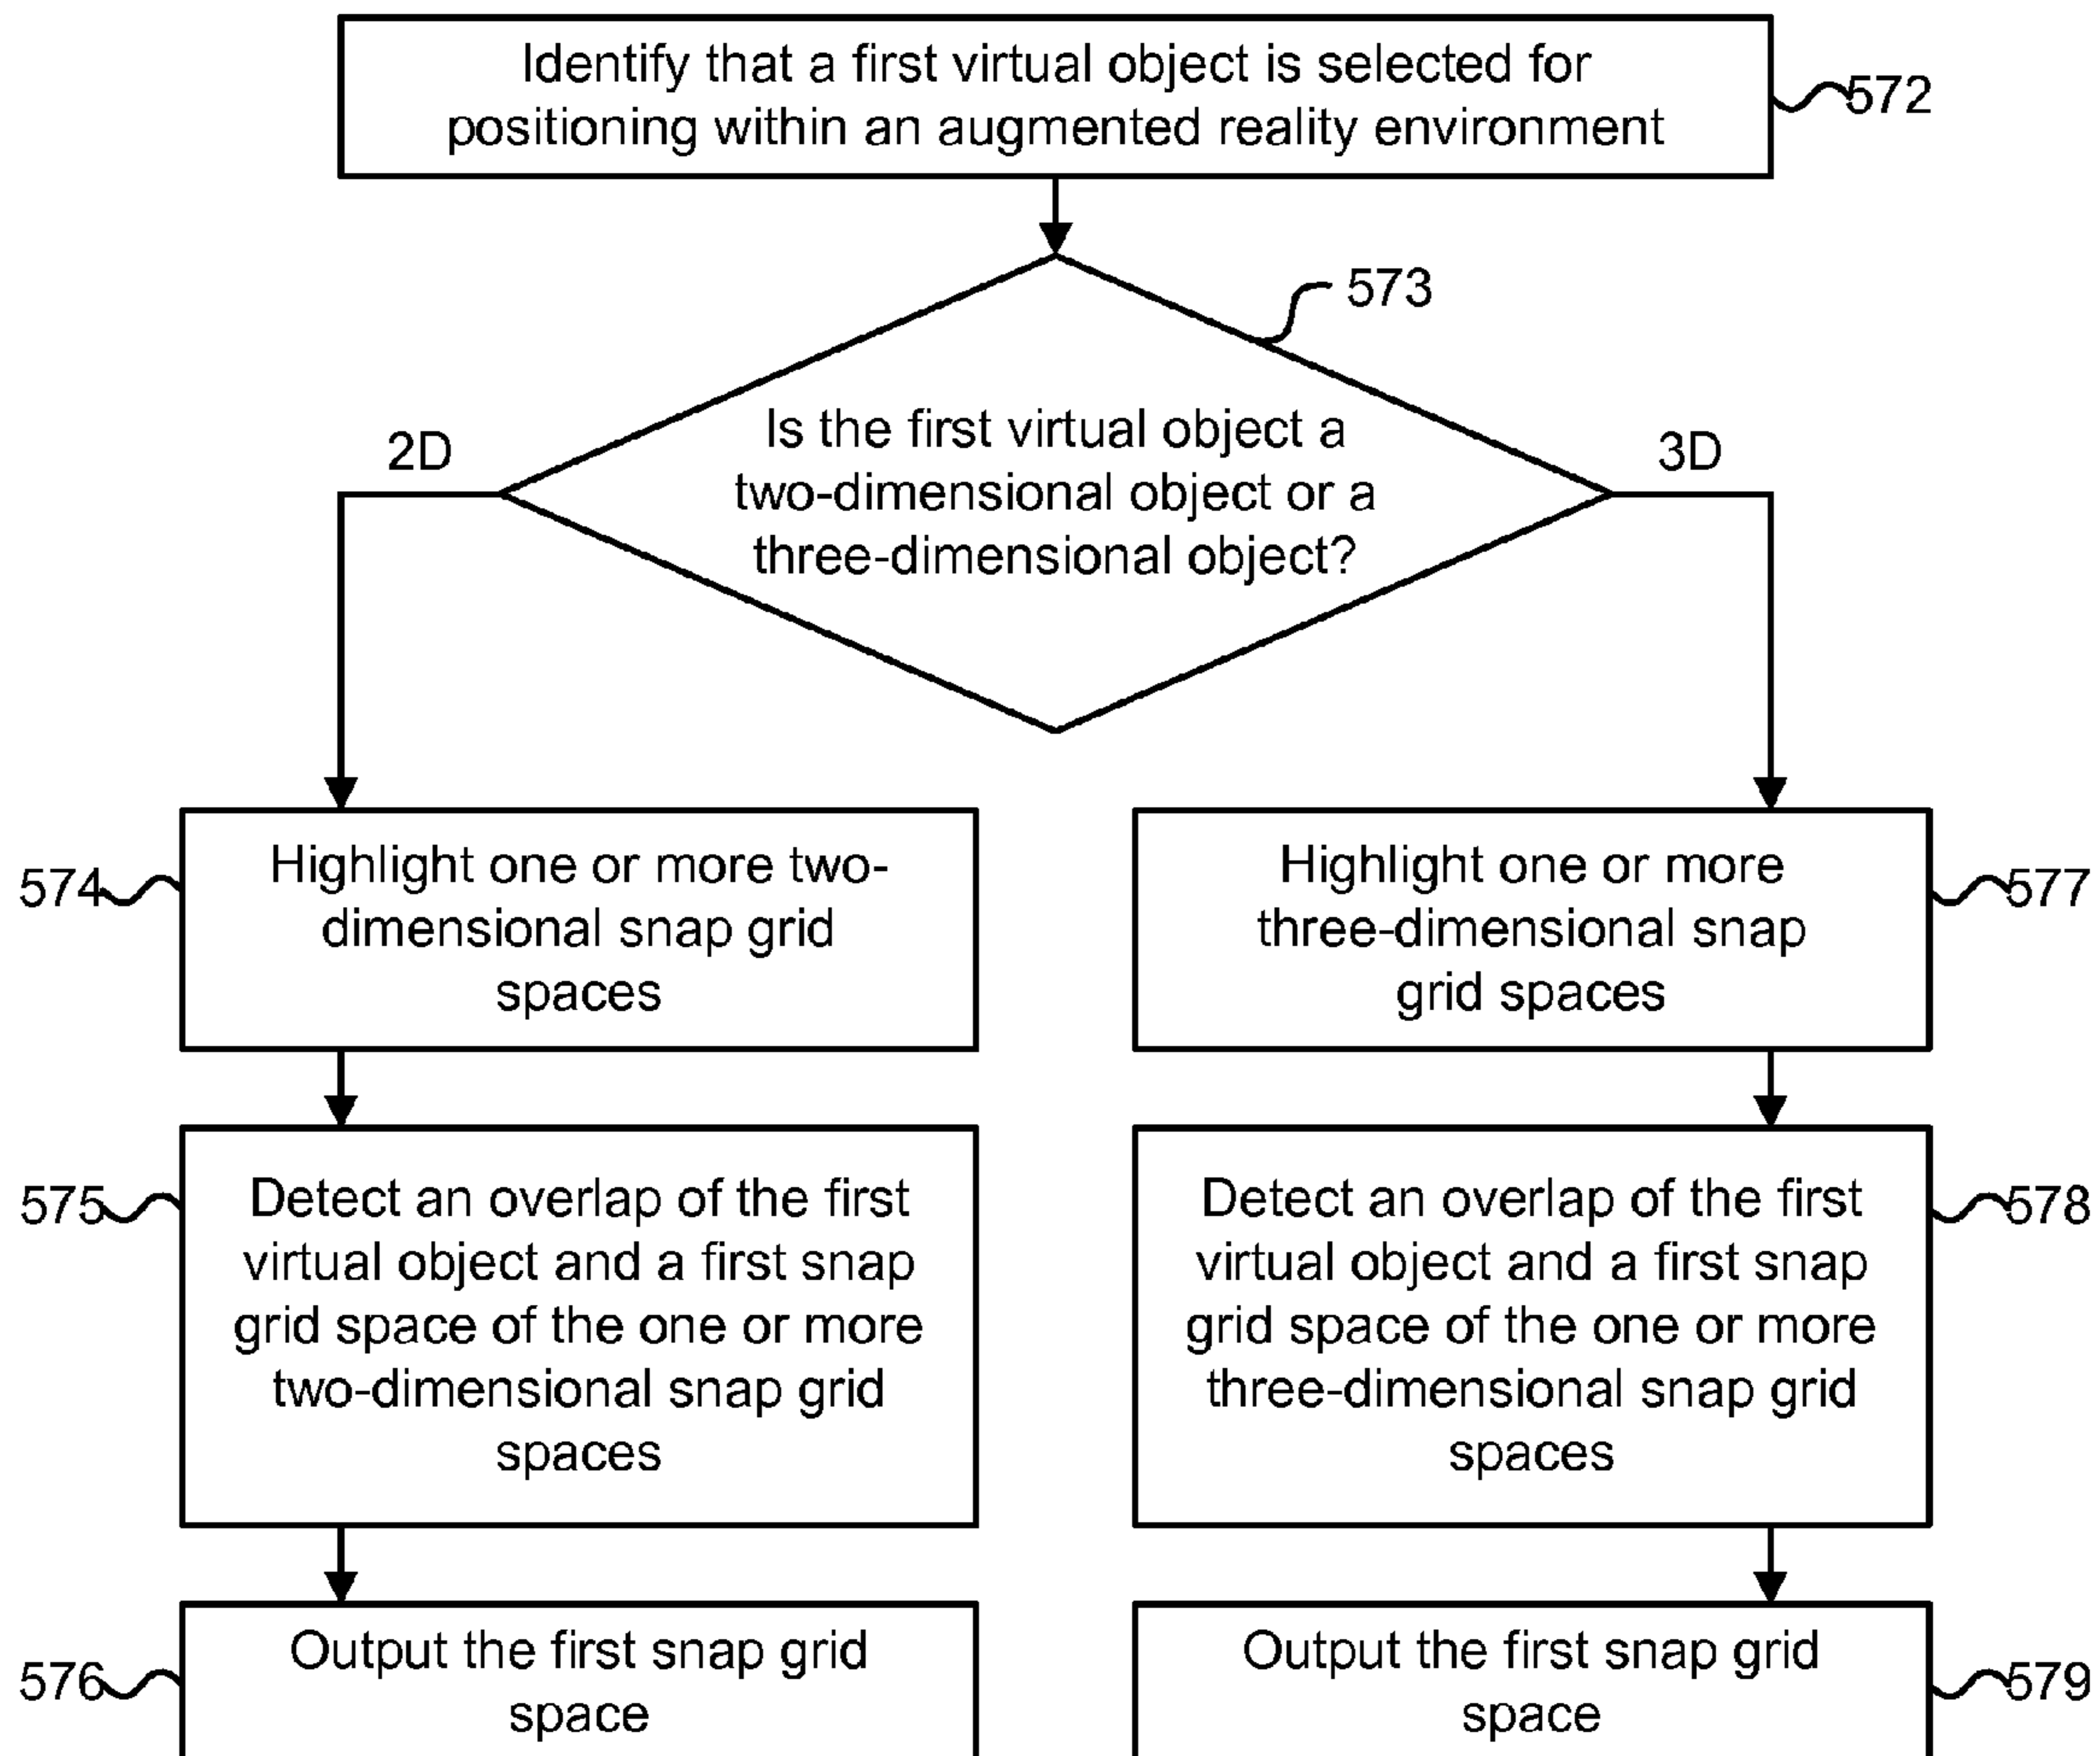 Identify that a first virtual object is selected for
positioning within an augmented reality environment
572
573
Is the first virtual object a
two-dimensional object or a
three-dimensional object?
2D
3D
574
Highlight one or more two-
dimensional snap grid
spaces
Highlight one or more
three-dimensional snap
grid spaces
577
575
Detect an overlap of the first
virtual object and a first snap
grid space of the one or more
two-dimensional snap grid
spaces
Detect an overlap of the first
virtual object and a first snap
grid space of the one or more
three-dimensional snap grid
spaces
578
576
Output the first snap grid
space
Output the first snap grid
space
579